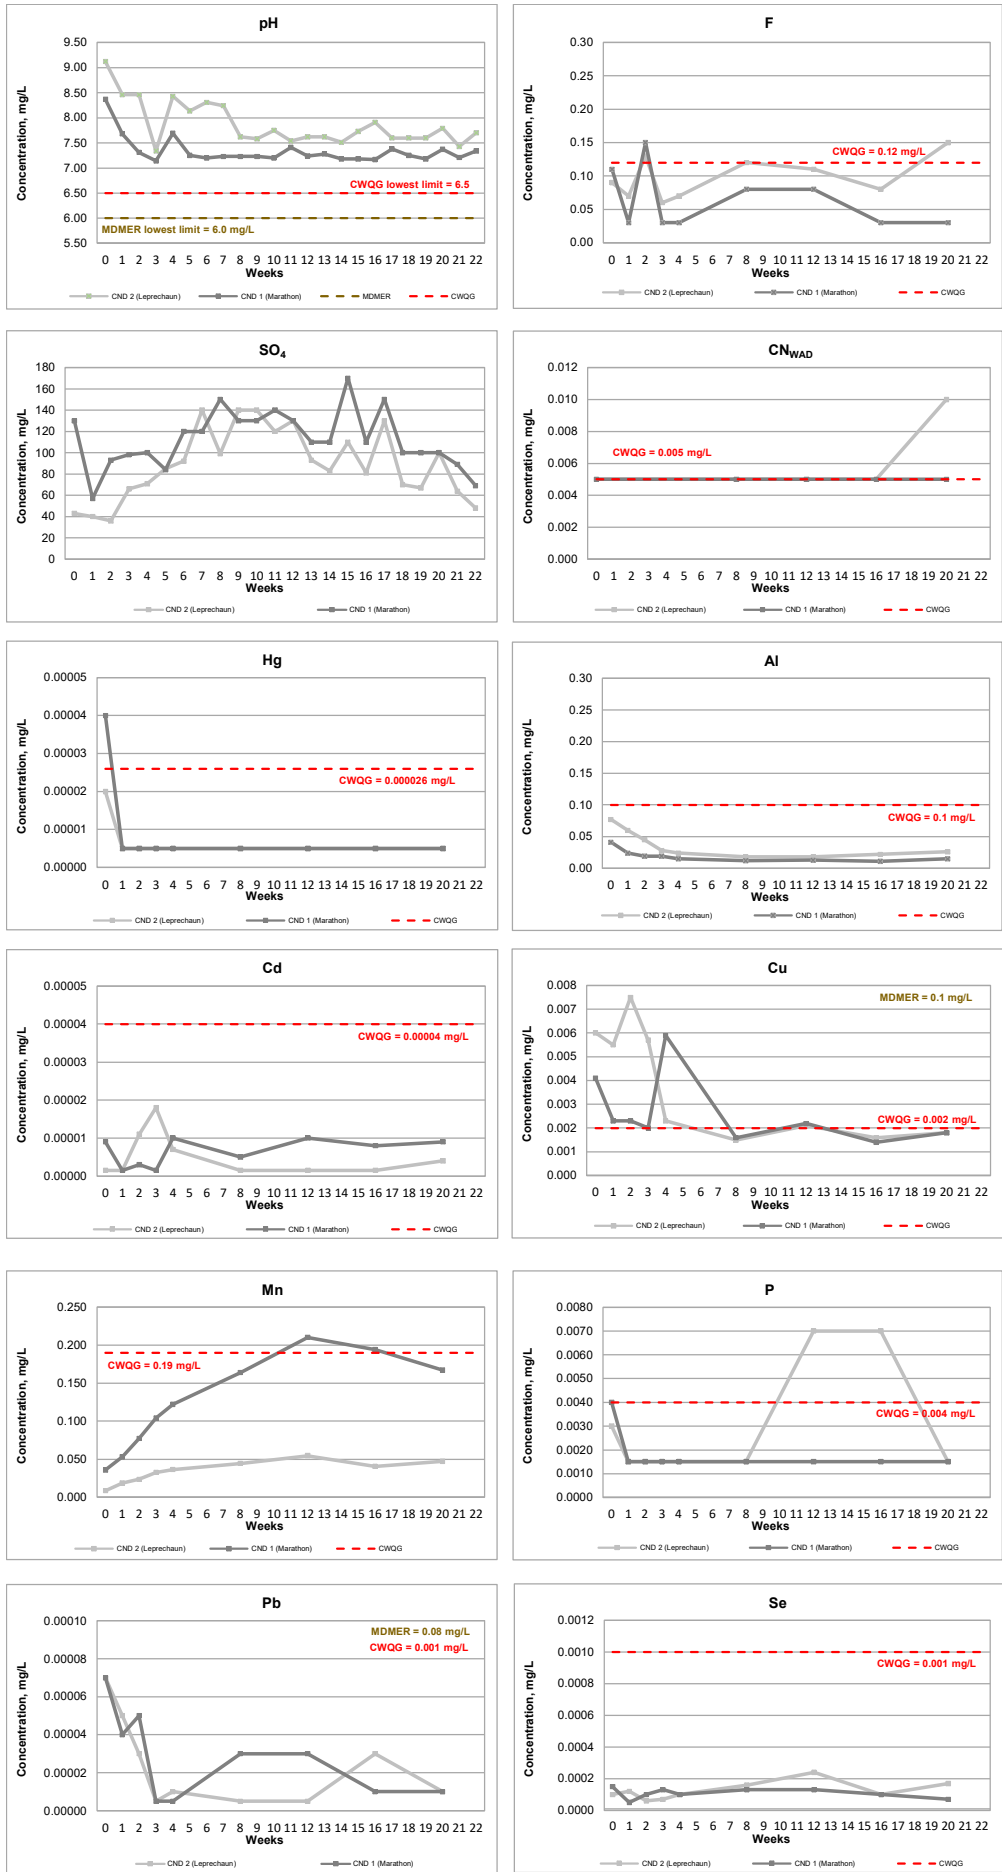 pH
Concentration, mg/L
9.50
9.00
8.50
8.00
7.50
7.00
6.50
6.00
5.50
CWQG lowest limit = 6.5
MDMER lowest limit = 6.0 mg/L
0 1 2 3 4 5 6 7 8 9 10 11 12 13 14 15 16 17 18 19 20 21 22
Weeks
CND 2 (Leprechaun) CND 1 (Marathon) MDMER CWQG
F
Concentration, mg/L
0.30
0.25
0.20
0.15
0.10
0.05
0.00
CWQG = 0.12 mg/L
0 1 2 3 4 5 6 7 8 9 10 11 12 13 14 15 16 17 18 19 20 21 22
Weeks
CND 2 (Leprechaun) CND 1 (Marathon) CWQG
SO4
Concentration, mg/L
180
160
140
120
100
80
60
40
20
0
0 1 2 3 4 5 6 7 8 9 10 11 12 13 14 15 16 17 18 19 20 21 22
Weeks
CND 2 (Leprechaun) CND 1 (Marathon)
CNWAD
Concentration, mg/L
0.012
0.010
0.008
0.006
0.004
0.002
0.000
CWQG = 0.005 mg/L
0 1 2 3 4 5 6 7 8 9 10 11 12 13 14 15 16 17 18 19 20 21 22
Weeks
CND 2 (Leprechaun) CND 1 (Marathon) CWQG
Hg
Concentration, mg/L
0.00005
0.00004
0.00003
0.00002
0.00001
0.00000
CWQG = 0.000026 mg/L
0 1 2 3 4 5 6 7 8 9 10 11 12 13 14 15 16 17 18 19 20 21 22
Weeks
CND 2 (Leprechaun) CND 1 (Marathon) CWQG
Al
Concentration, mg/L
0.30
0.25
0.20
0.15
0.10
0.05
0.00
CWQG = 0.1 mg/L
0 1 2 3 4 5 6 7 8 9 10 11 12 13 14 15 16 17 18 19 20 21 22
Weeks
CND 2 (Leprechaun) CND 1 (Marathon) CWQG
Cd
Concentration, mg/L
0.00005
0.00004
0.00003
0.00002
0.00001
0.00000
CWQG = 0.00004 mg/L
0 1 2 3 4 5 6 7 8 9 10 11 12 13 14 15 16 17 18 19 20 21 22
Weeks
CND 2 (Leprechaun) CND 1 (Marathon) CWQG
Cu
Concentration, mg/L
0.008
0.007
0.006
0.005
0.004
0.003
0.002
0.001
0.000
MDMER = 0.1 mg/L
CWQG = 0.002 mg/L
0 1 2 3 4 5 6 7 8 9 10 11 12 13 14 15 16 17 18 19 20 21 22
Weeks
CND 2 (Leprechaun) CND 1 (Marathon) CWQG
Mn
Concentration, mg/L
0.250
0.200
0.150
0.100
0.050
0.000
CWQG = 0.19 mg/L
0 1 2 3 4 5 6 7 8 9 10 11 12 13 14 15 16 17 18 19 20 21 22
Weeks
CND 2 (Leprechaun) CND 1 (Marathon) CWQG
P
Concentration, mg/L
0.0080
0.0070
0.0060
0.0050
0.0040
0.0030
0.0020
0.0010
0.0000
CWQG = 0.004 mg/L
0 1 2 3 4 5 6 7 8 9 10 11 12 13 14 15 16 17 18 19 20 21 22
Weeks
CND 2 (Leprechaun) CND 1 (Marathon) CWQG
Pb
Concentration, mg/L
0.00010
0.00008
0.00006
0.00004
0.00002
0.00000
MDMER = 0.08 mg/L
CWQG = 0.001 mg/L
0 1 2 3 4 5 6 7 8 9 10 11 12 13 14 15 16 17 18 19 20 21 22
Weeks
CND 2 (Leprechaun) CND 1 (Marathon)
Se
Concentration, mg/L
0.0012
0.0010
0.0008
0.0006
0.0004
0.0002
0.0000
CWQG = 0.001 mg/L
0 1 2 3 4 5 6 7 8 9 10 11 12 13 14 15 16 17 18 19 20 21 22
Weeks
CND 2 (Leprechaun) CND 1 (Marathon) CWQG